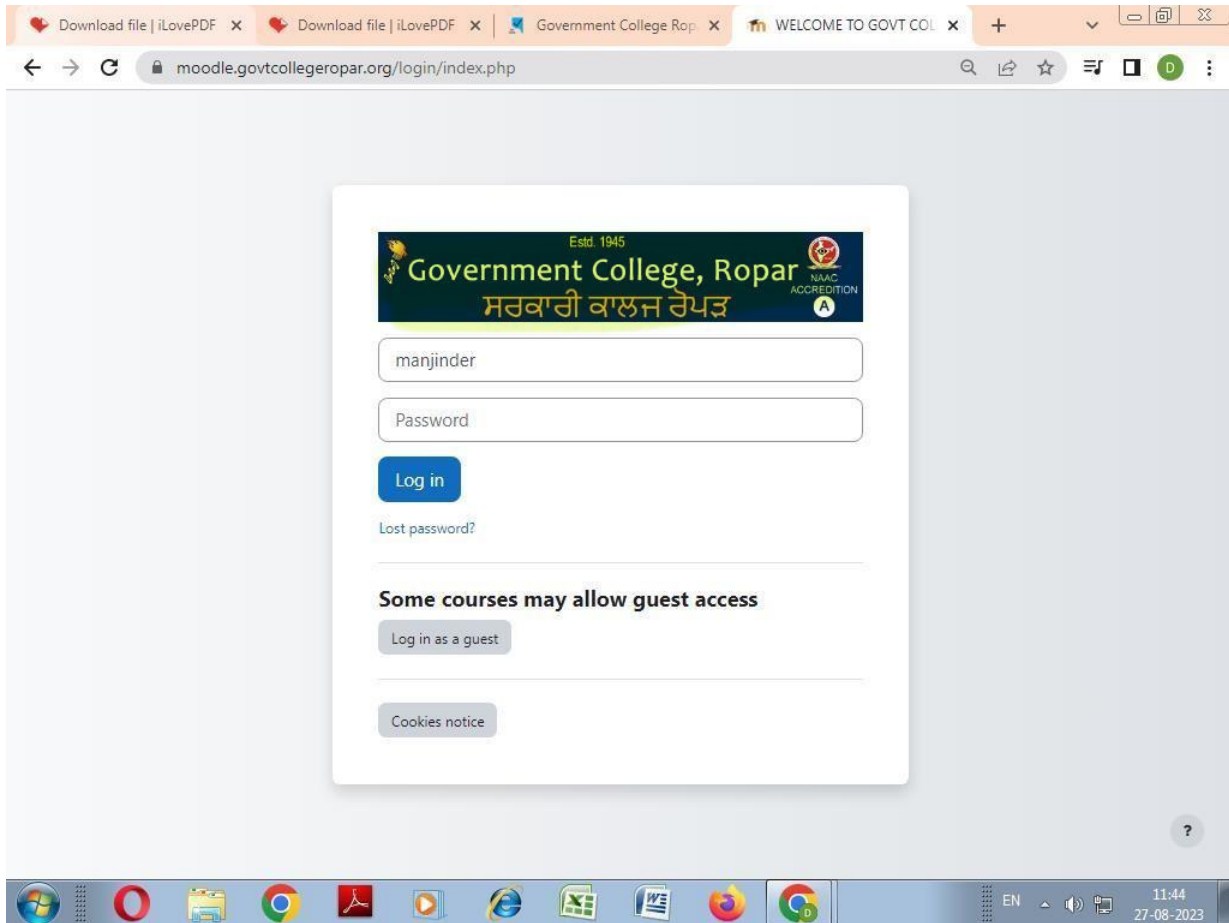 Download file | iLovePDF
Download file | iLovePDF
Government College Rop
WELCOME TO GOVT COL
moodle.govtcollegeropar.org/login/index.php
D
Estd. 1945
Government College, Ropar
ਸਰਕਾਰੀ ਕਾਲਜ ਰੋਪੜ
NAAC
ACCREDITION
A
manjinder
Password
Log in
Lost password?
Some courses may allow guest access
Log in as a guest
Cookies notice
?
EN
11:44
27-08-2023